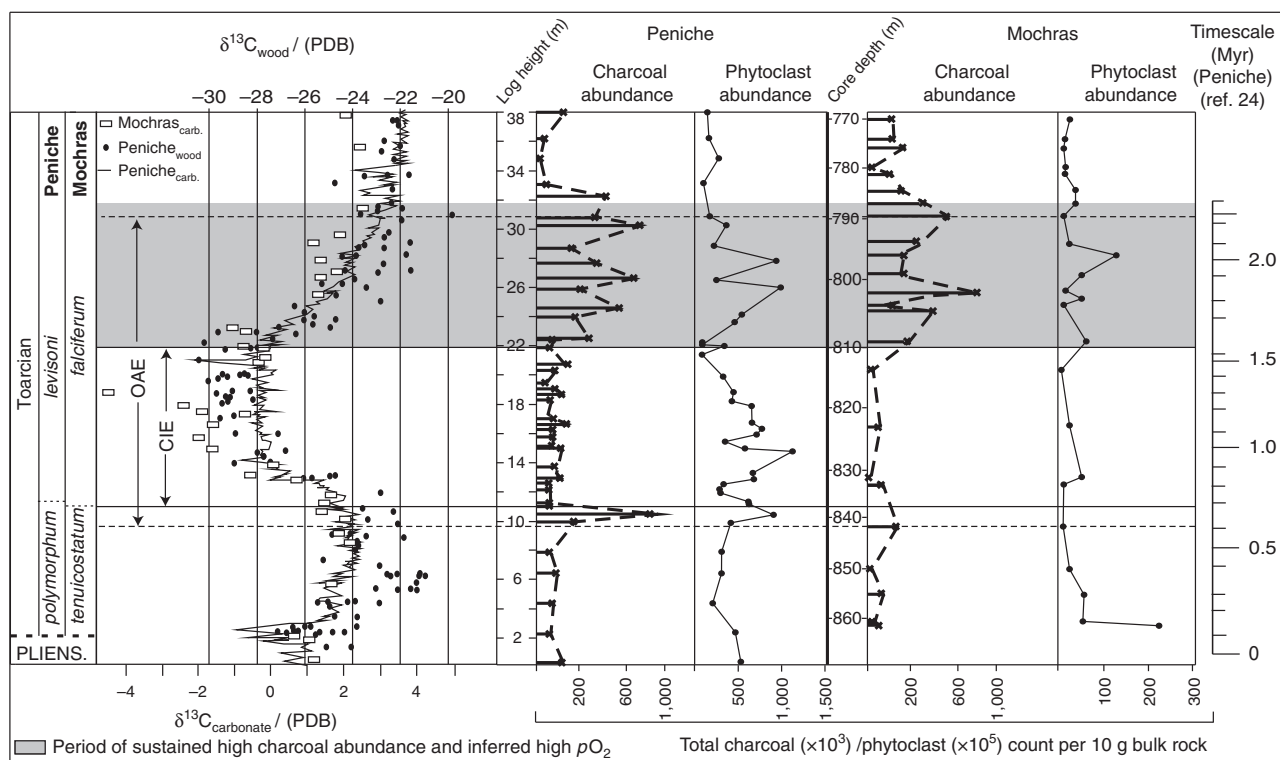 δ13Cwood / (PDB)
−30 −28 −26 −24 −22 −20
Log height (m)
Peniche
Charcoal abundance
Phytoclast abundance
Core depth (m)
Mochras
Charcoal abundance
Phytoclast abundance
Timescale
(Myr)
(Peniche)
(ref. 24)
Peniche
Mochras
Mochrascarb.
Penichewood
Penichecarb.
Toarcian
levisoni
falciferum
polymorphum
tenuicostatum
PLIENS.
OAE
CIE
38
34
30
26
22
18
14
10
6
2
770
780
790
800
810
820
830
840
850
860
2.0
1.5
1.0
0.5
0
−4 −2 0 2 4 6
δ13Ccarbonate / (PDB)
200 600 1,000
500 1,000 1,500
200 600 1,000
100 200 300
Period of sustained high charcoal abundance and inferred high pO2
Total charcoal (×103) /phytoclast (×105) count per 10 g bulk rock